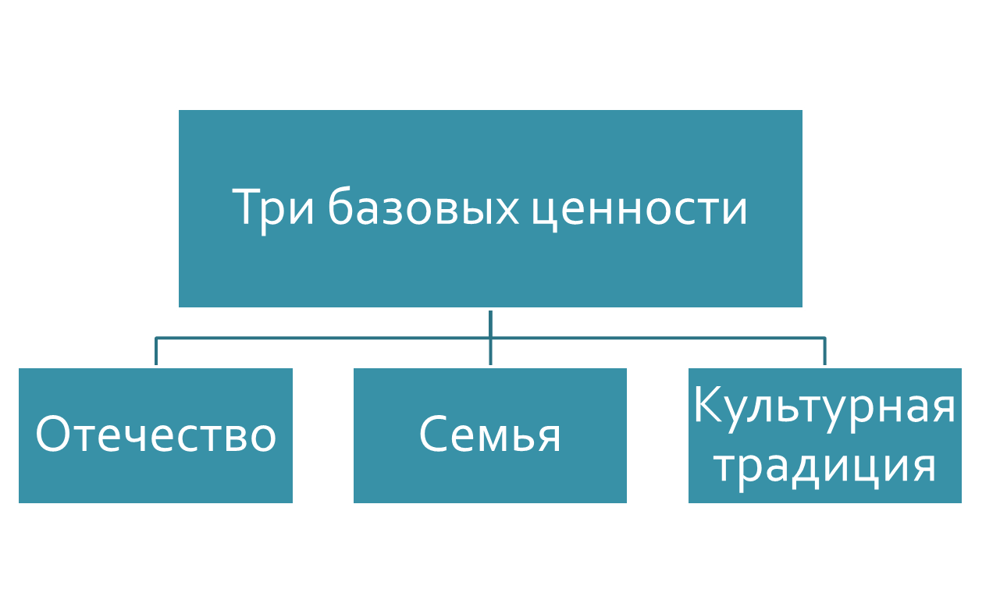 Три базовых ценности
Отечество
Семья
Культурная
традиция